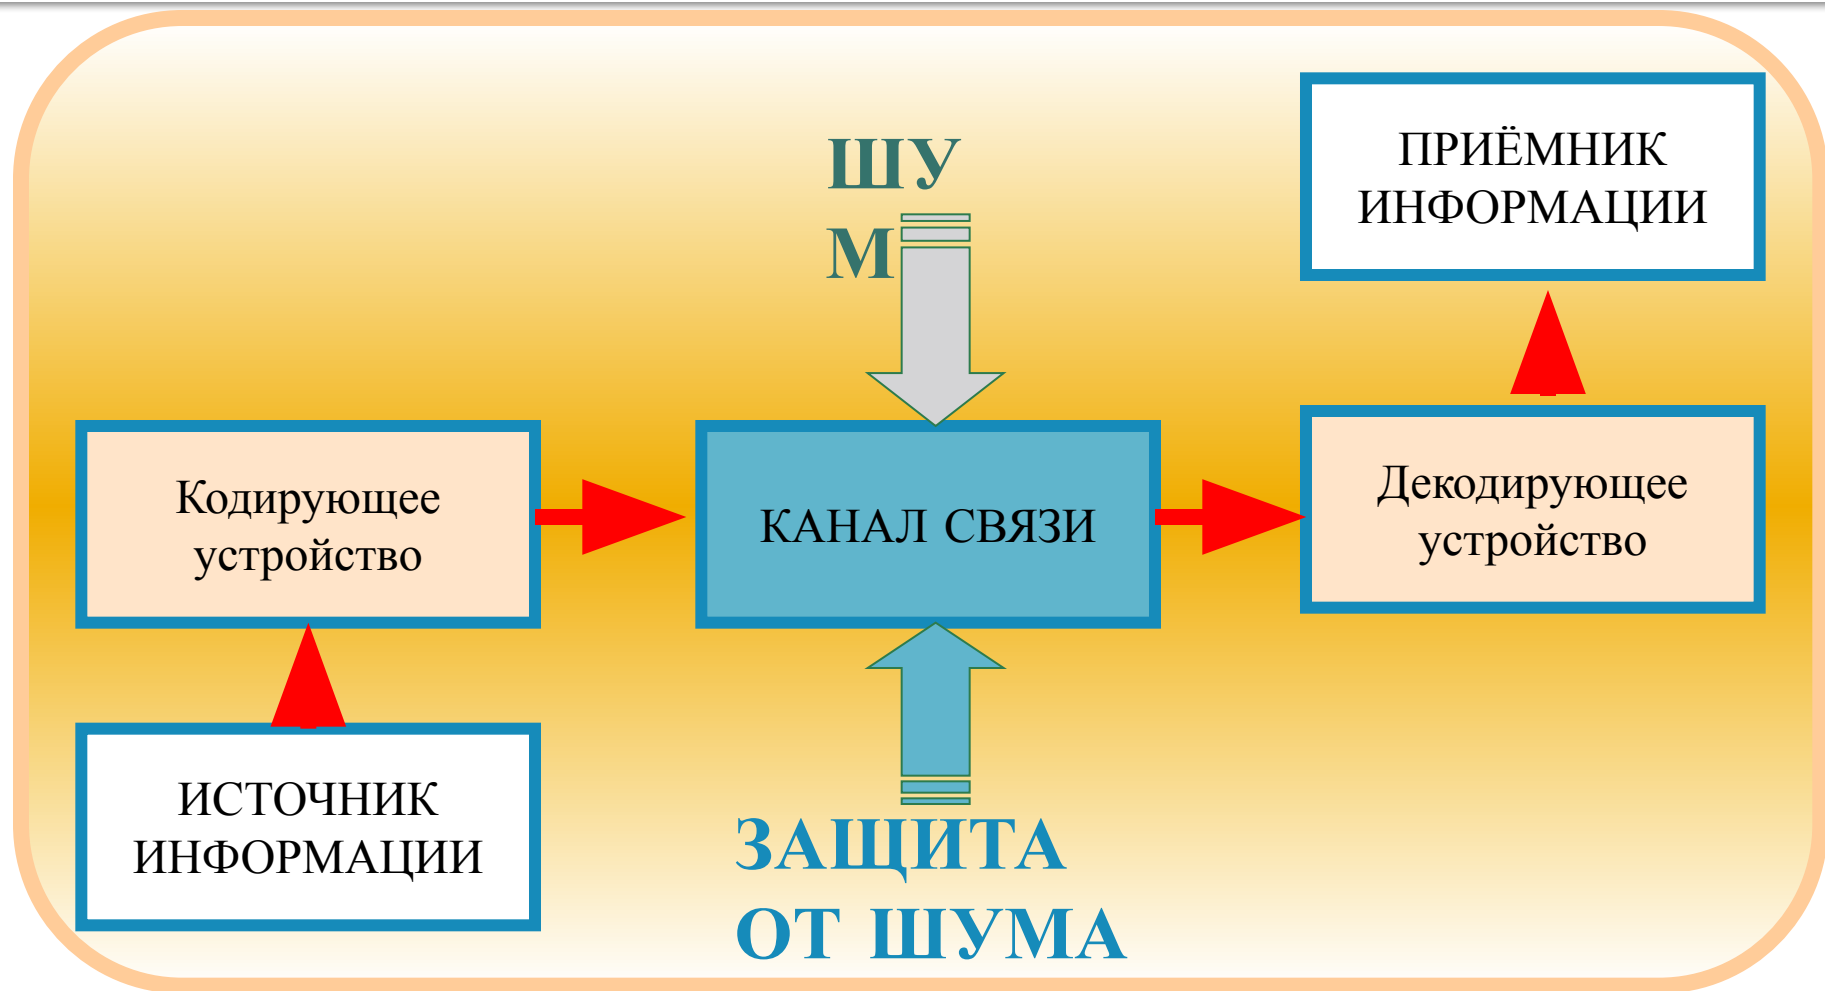 ШУ
М
ПРИЁМНИК
ИНФОРМАЦИИ
Кодирующее
устройство
КАНАЛ СВЯЗИ
Декодирующее
устройство
ИСТОЧНИК
ИНФОРМАЦИИ
ЗАЩИТА
ОТ ШУМА